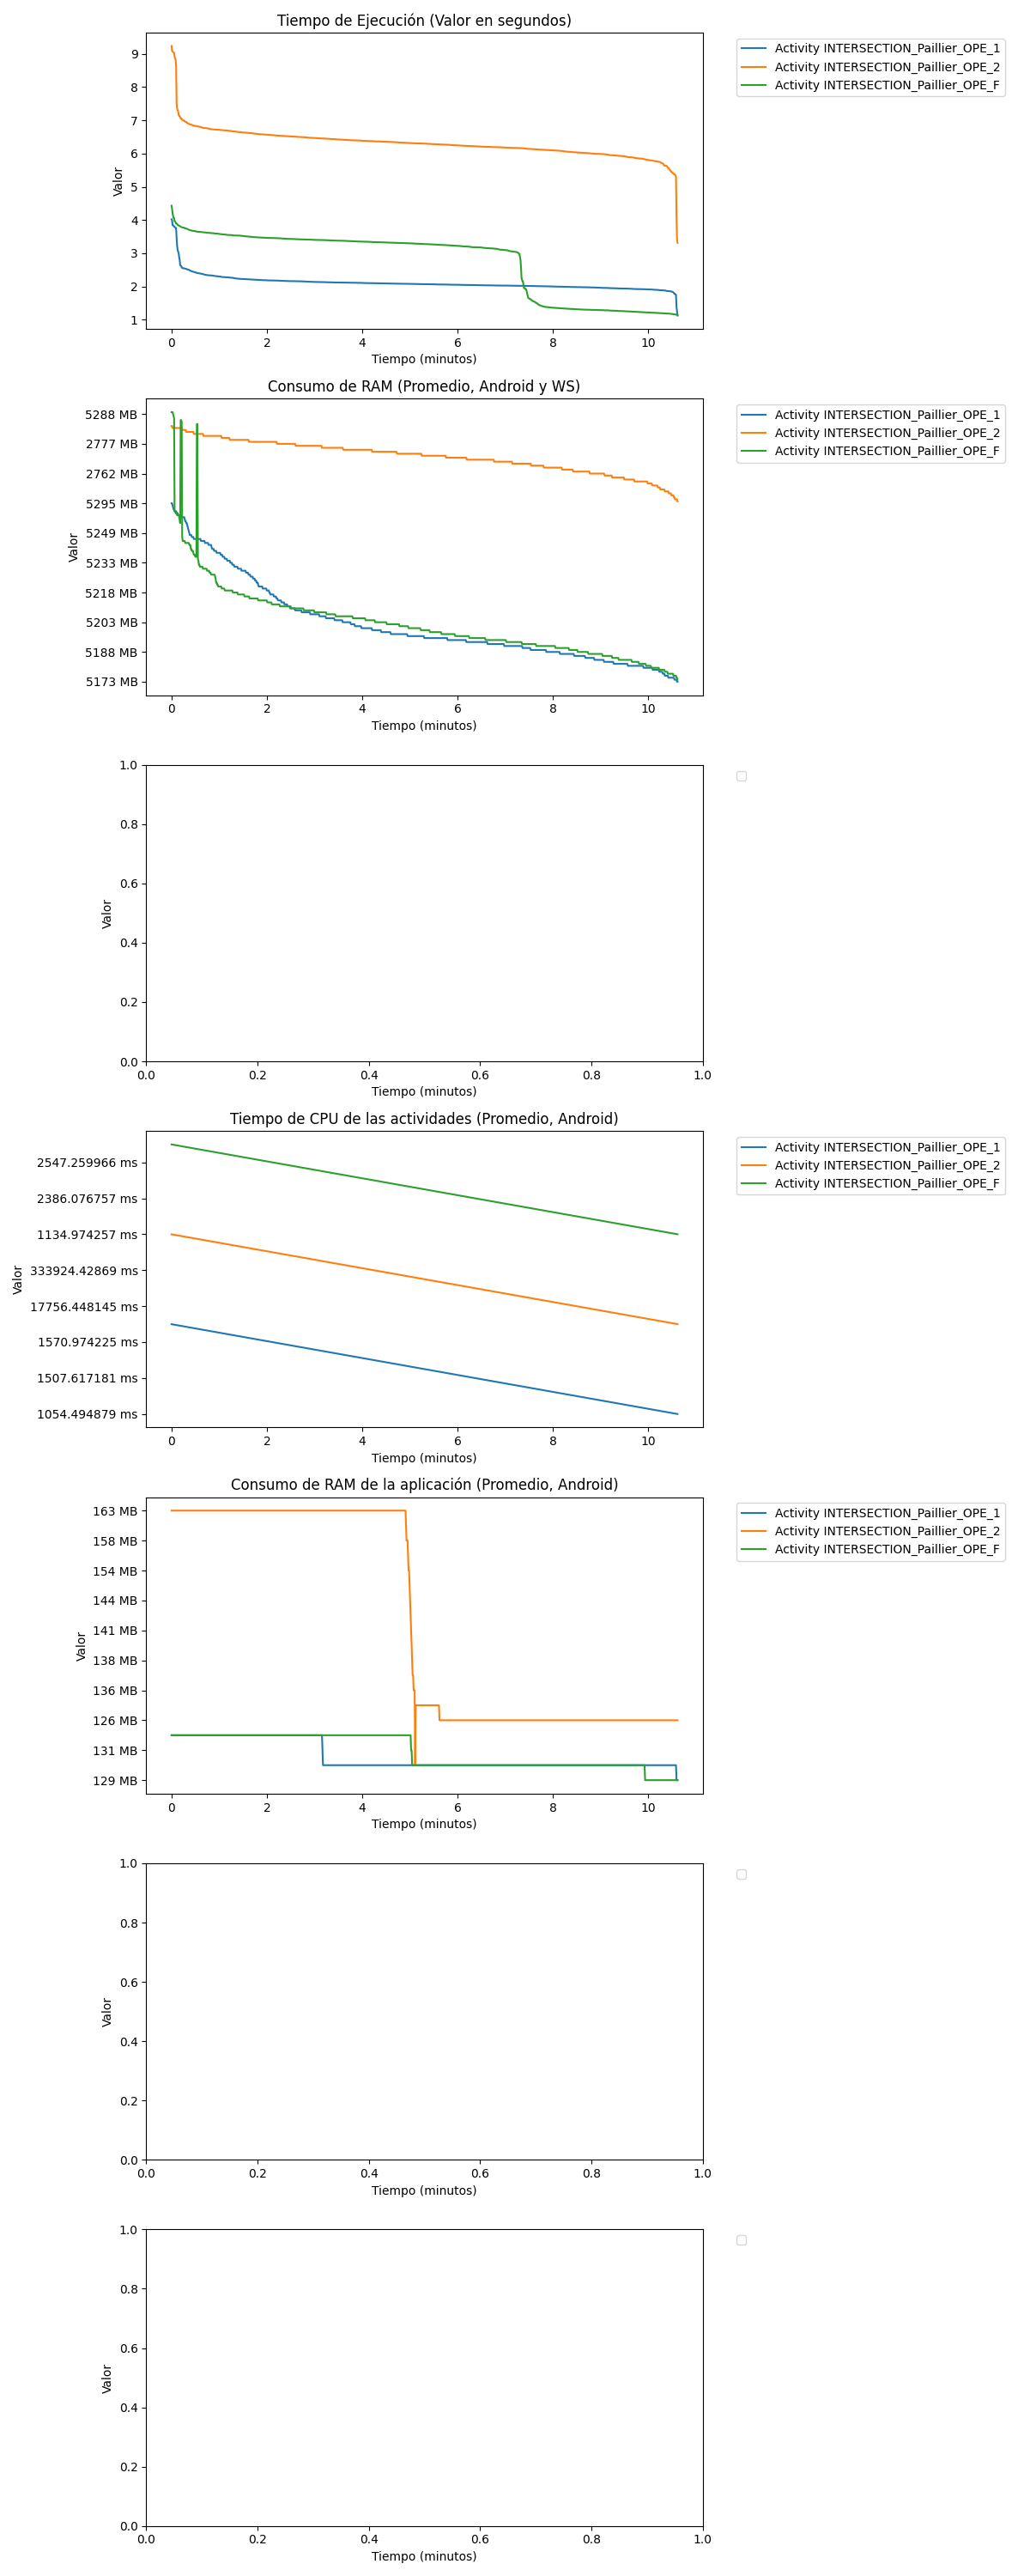 Tiempo de Ejecución (Valor en segundos)
9
8
7
6
5
4
3
2
1
Valor
0 2 4 6 8 10
Tiempo (minutos)
Activity INTERSECTION_Paillier_OPE_1
Activity INTERSECTION_Paillier_OPE_2
Activity INTERSECTION_Paillier_OPE_F
Consumo de RAM (Promedio, Android y WS)
5288 MB
2777 MB
2762 MB
5295 MB
5249 MB
5233 MB
5218 MB
5203 MB
5188 MB
5173 MB
Valor
0 2 4 6 8 10
Tiempo (minutos)
Activity INTERSECTION_Paillier_OPE_1
Activity INTERSECTION_Paillier_OPE_2
Activity INTERSECTION_Paillier_OPE_F
1.0
0.8
0.6
0.4
0.2
0.0
Valor
0.0 0.2 0.4 0.6 0.8 1.0
Tiempo (minutos)
Tiempo de CPU de las actividades (Promedio, Android)
2547.259966 ms
2386.076757 ms
1134.974257 ms
333924.42869 ms
17756.448145 ms
1570.974225 ms
1507.617181 ms
1054.494879 ms
Valor
0 2 4 6 8 10
Tiempo (minutos)
Activity INTERSECTION_Paillier_OPE_1
Activity INTERSECTION_Paillier_OPE_2
Activity INTERSECTION_Paillier_OPE_F
Consumo de RAM de la aplicación (Promedio, Android)
163 MB
158 MB
154 MB
144 MB
141 MB
138 MB
136 MB
126 MB
131 MB
129 MB
Valor
0 2 4 6 8 10
Tiempo (minutos)
Activity INTERSECTION_Paillier_OPE_1
Activity INTERSECTION_Paillier_OPE_2
Activity INTERSECTION_Paillier_OPE_F
1.0
0.8
0.6
0.4
0.2
0.0
Valor
0.0 0.2 0.4 0.6 0.8 1.0
Tiempo (minutos)
1.0
0.8
0.6
0.4
0.2
0.0
Valor
0.0 0.2 0.4 0.6 0.8 1.0
Tiempo (minutos)